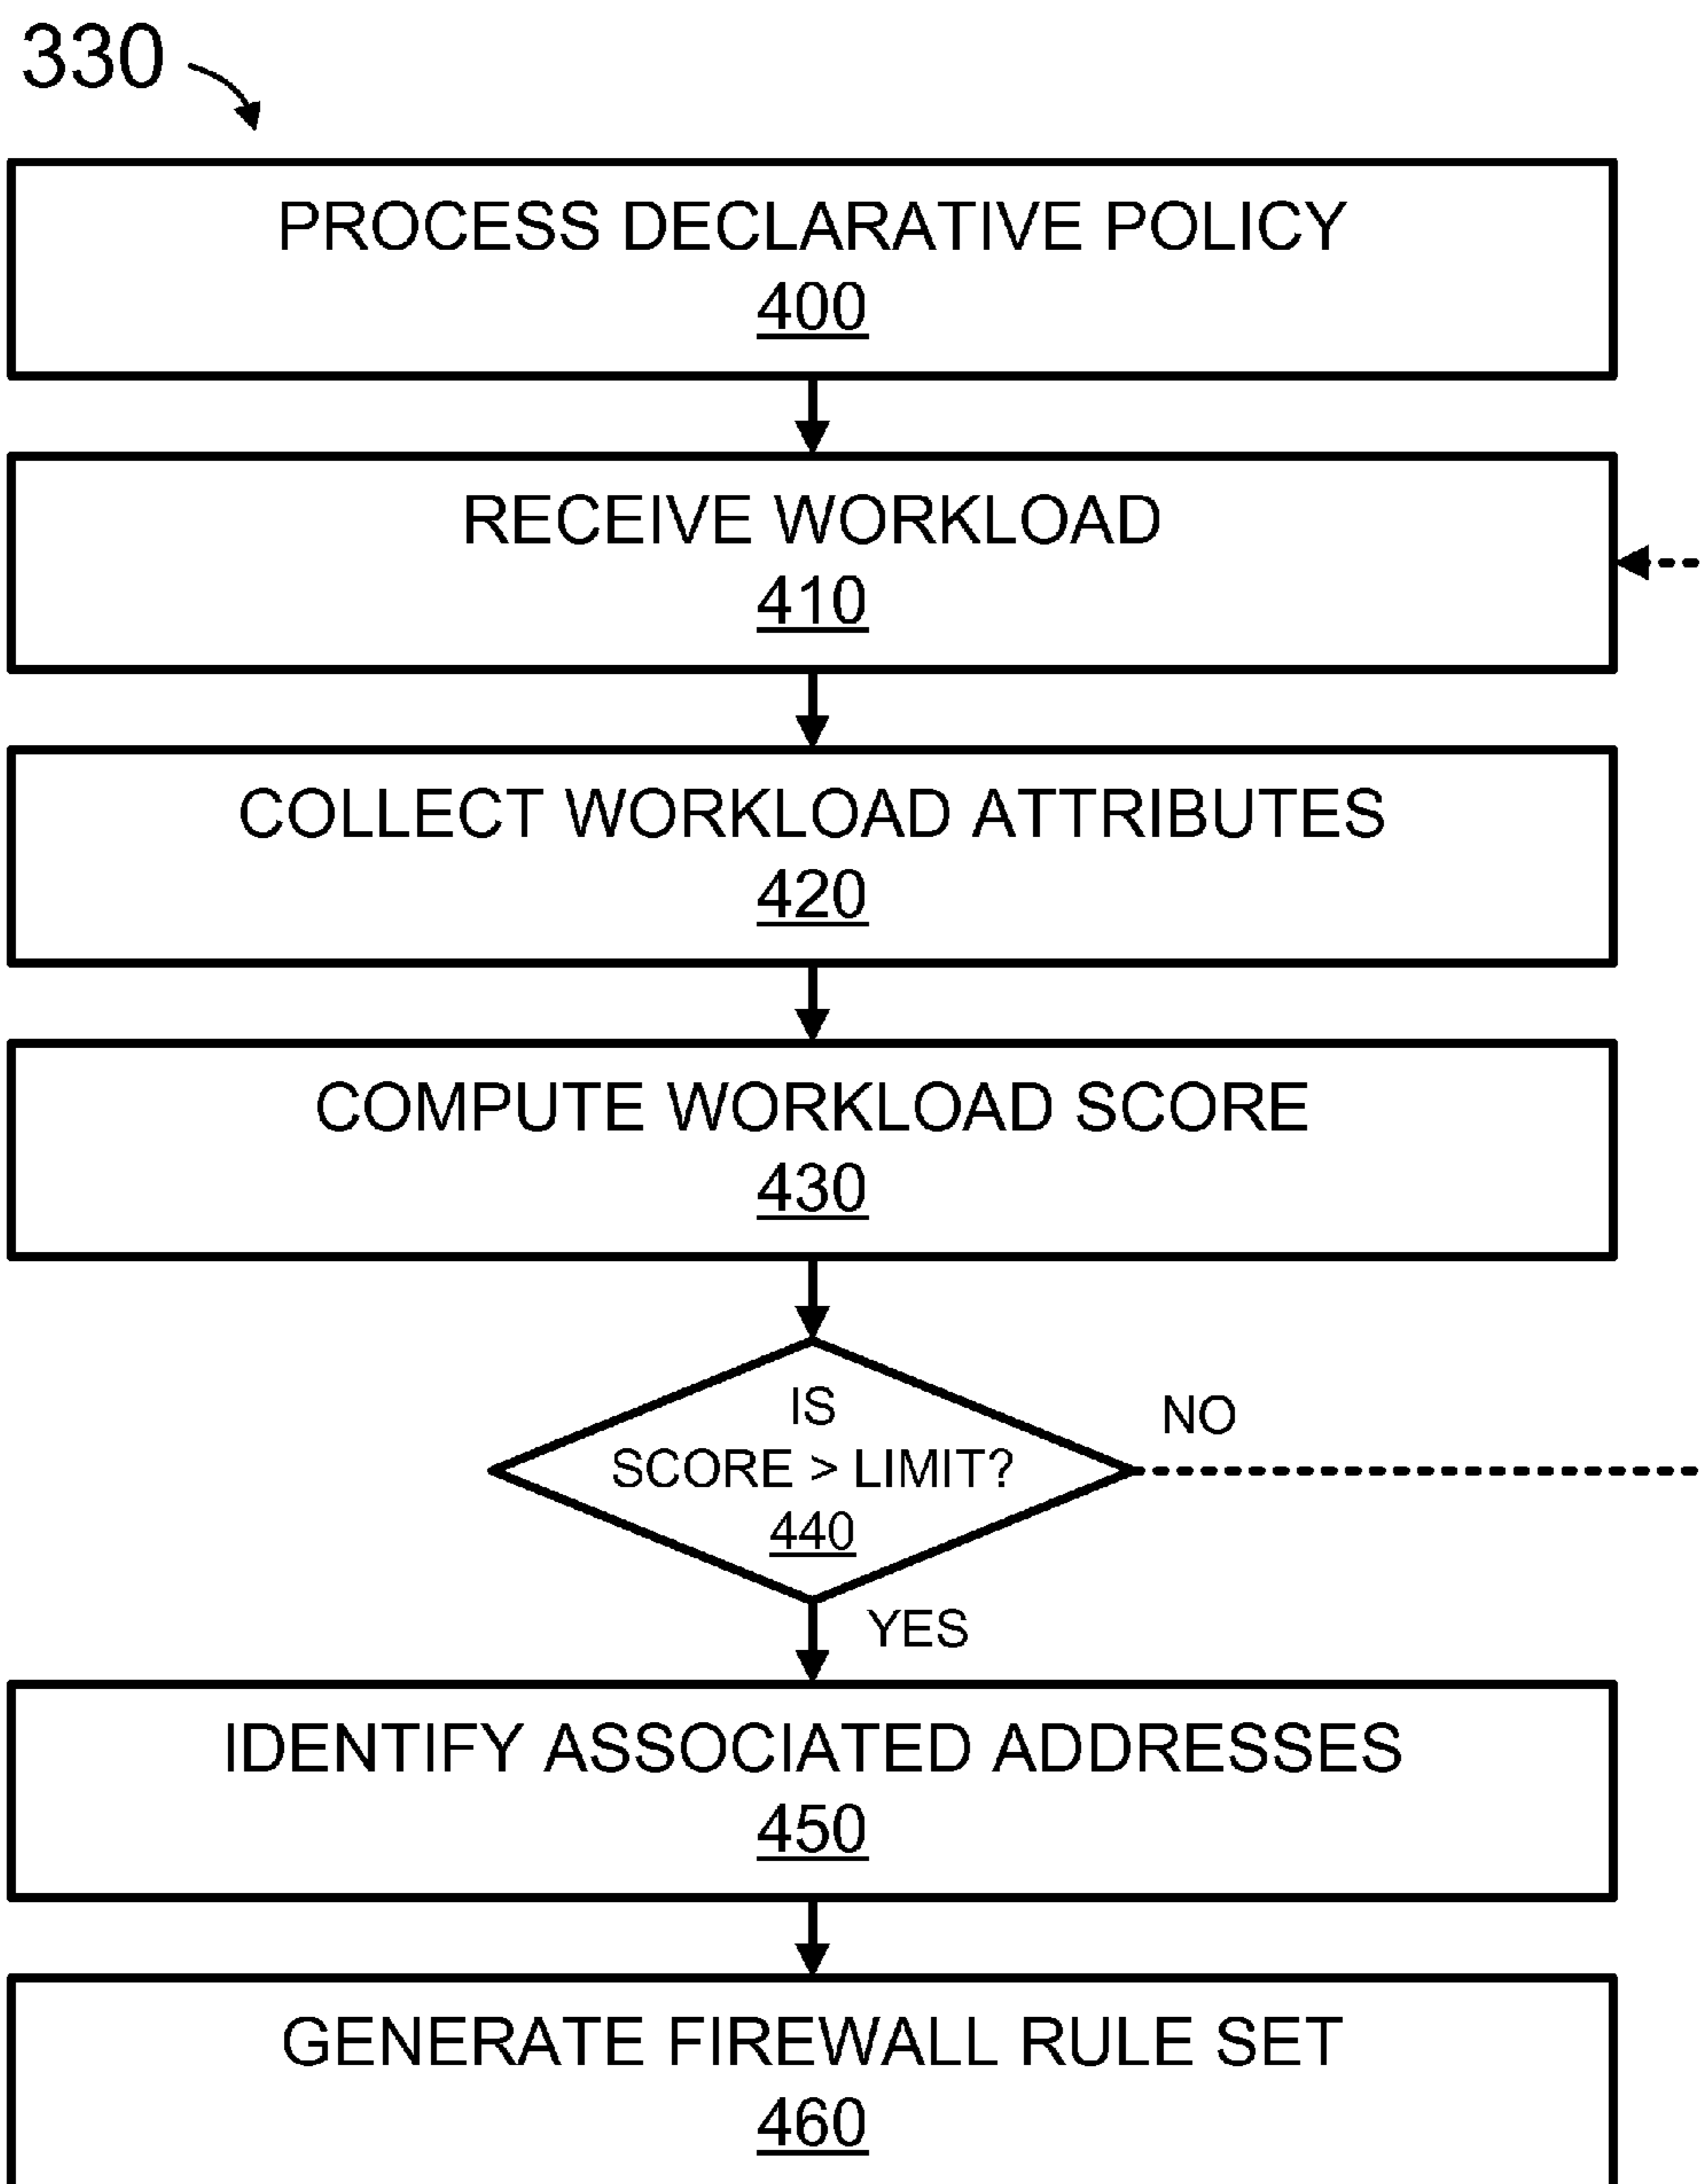 330
PROCESS DECLARATIVE POLICY
400
RECEIVE WORKLOAD
410
COLLECT WORKLOAD ATTRIBUTES
420
COMPUTE WORKLOAD SCORE
430
IS
SCORE > LIMIT?
440
NO
YES
IDENTIFY ASSOCIATED ADDRESSES
450
GENERATE FIREWALL RULE SET
460